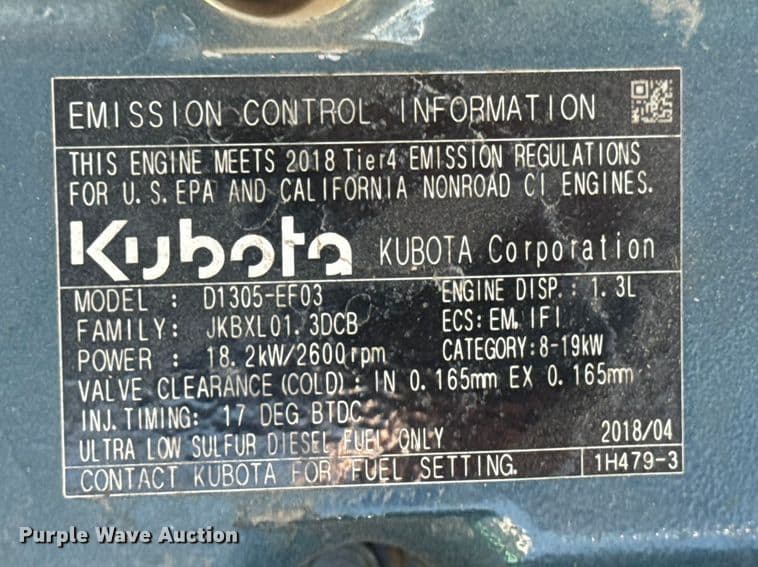 EMISSION CONTROL INFORMATION
THIS ENGINE MEETS 2018 Tier4 EMISSION REGULATIONS
FOR U.S.EPA AND CALIFORNIA NONROAD CI ENGINES.
Kubota KUBOTA Corporation
MODEL : D1305-EF03 ENGINE DISP.: 1.3L
FAMILY: JKBXL01.3DCB ECS:EM,IFI
POWER : 18.2kW/2600rpm CATEGORY:8-19kW
VALVE CLEARANCE(COLD): IN 0.165mm EX 0.165mm
INJ.TIMING: 17 DEG BTDC
ULTRA LOW SULFUR DIESEL FUEL ONLY 2018/04
CONTACT KUBOTA FOR FUEL SETTING. 1H479-3
Purple Wave Auction